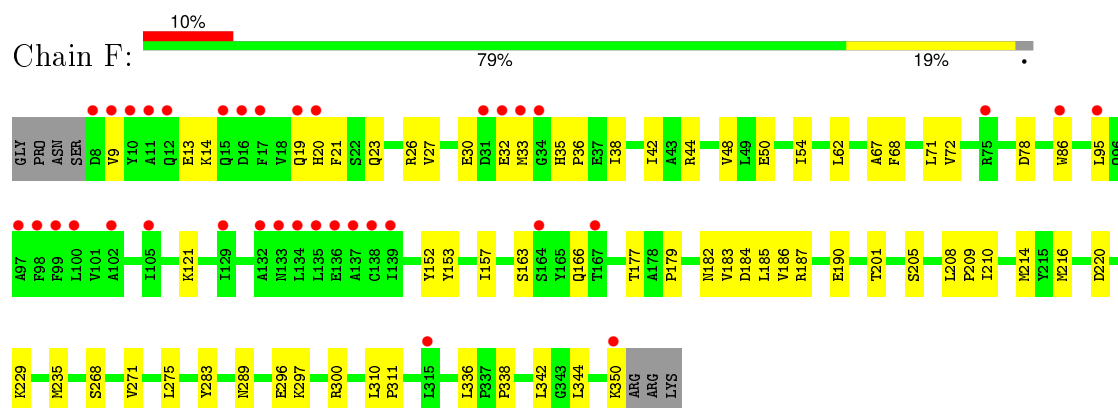 10%
Chain F:
79% 19% •
GLY PRO ASN SER D8 V9 Y10 A11 Q12 E13 K14 Q15 D16 F17 V18 Q19 H20 F21 S22 Q23 R26 V27 E30 D31 E32 M33 G34 H35 P36 E37 I38 I42 A43 R44 V48 L49 E50 I54 L62 A67 F68 L71 V72 R75 D78 W86 L95
A97 F98 F99 L100 V101 A102 I105 K121 I129 A132 N133 L134 L135 E136 A137 C138 I139 Y152 Y153 I157 S163 S164 Y165 Q166 T167 T177 A178 P179 N182 V183 D184 L185 V186 R187 E190 T201 S205 L208 P209 I210 M214 Y215 M216 D220
K229 M235 S268 V271 L275 Y283 N289 E296 K297 R300 L310 P311 L315 L336 P337 P338 L342 G343 L344 K350 ARG ARG LYS